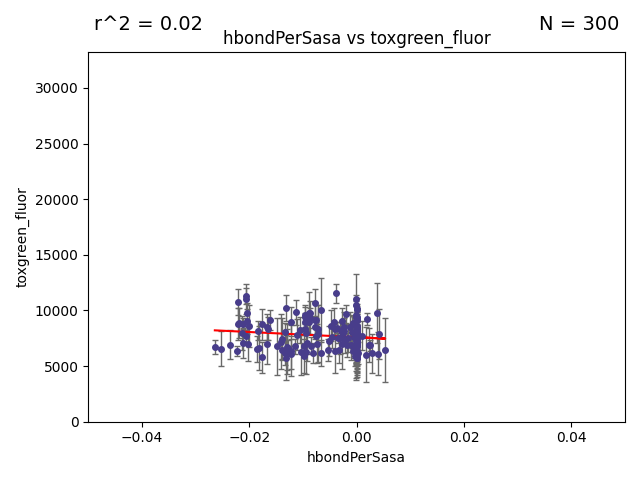 r^2 = 0.02
N = 300
hbondPerSasa vs toxgreen_fluor
30000
25000
20000
15000
10000
5000
0
toxgreen_fluor
−0.04
−0.02
0.00
0.02
0.04
hbondPerSasa